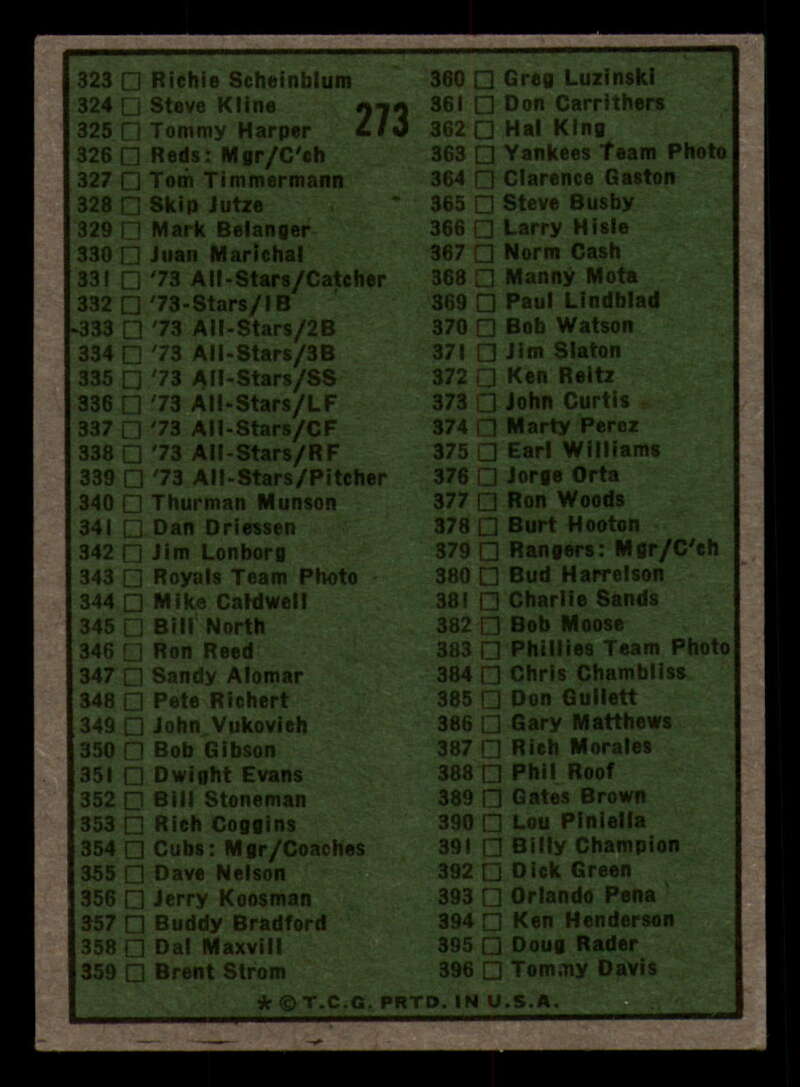 323 □ Richie Scheinblum
324 □ Steve Kline
273
325 □ Tommy Harper
326 □ Reds: Mgr/C'ch
327 □ Tom Timmermann
328 □ Skip Jutze
329 □ Mark Belanger
330 □ Juan Marichal
331 □ '73 All-Stars/Catcher
332 □ '73-Stars/1B
333 □ '73 All-Stars/2B
334 □ '73 All-Stars/3B
335 □ '73 All-Stars/SS
336 □ '73 All-Stars/LF
337 □ '73 All-Stars/CF
338 □ '73 All-Stars/RF
339 □ '73 All-Stars/Pitcher
340 □ Thurman Munson
341 □ Dan Driessen
342 □ Jim Lonborg
343 □ Royals Team Photo
344 □ Mike Caldwell
345 □ Bill North
346 □ Ron Reed
347 □ Sandy Alomar
348 □ Pete Richert
349 □ John Vukovich
350 □ Bob Gibson
351 □ Dwight Evans
352 □ Bill Stoneman
353 □ Rich Coggins
354 □ Cubs: Mgr/Coaches
355 □ Dave Nelson
356 □ Jerry Koosman
357 □ Buddy Bradford
358 □ Dal Maxvill
359 □ Brent Strom
360 □ Greg Luzinski
361 □ Don Carrithers
362 □ Hal King
363 □ Yankees Team Photo
364 □ Clarence Gaston
365 □ Steve Busby
366 □ Larry Hisle
367 □ Norm Cash
368 □ Manny Mota
369 □ Paul Lindblad
370 □ Bob Watson
371 □ Jim Slaton
372 □ Ken Reitz
373 □ John Curtis
374 □ Marty Perez
375 □ Earl Williams
376 □ Jorge Orta
377 □ Ron Woods
378 □ Burt Hooton
379 □ Rangers: Mgr/C'ch
380 □ Bud Harrelson
381 □ Charlie Sands
382 □ Bob Moose
383 □ Phillies Team Photo
384 □ Chris Chambliss
385 □ Don Gullett
386 □ Gary Matthews
387 □ Rich Morales
388 □ Phil Roof
389 □ Gates Brown
390 □ Lou Piniella
391 □ Billy Champion
392 □ Dick Green
393 □ Orlando Pena
394 □ Ken Henderson
395 □ Doug Rader
396 □ Tommy Davis
* © T.C.G. PRTD. IN U.S.A.